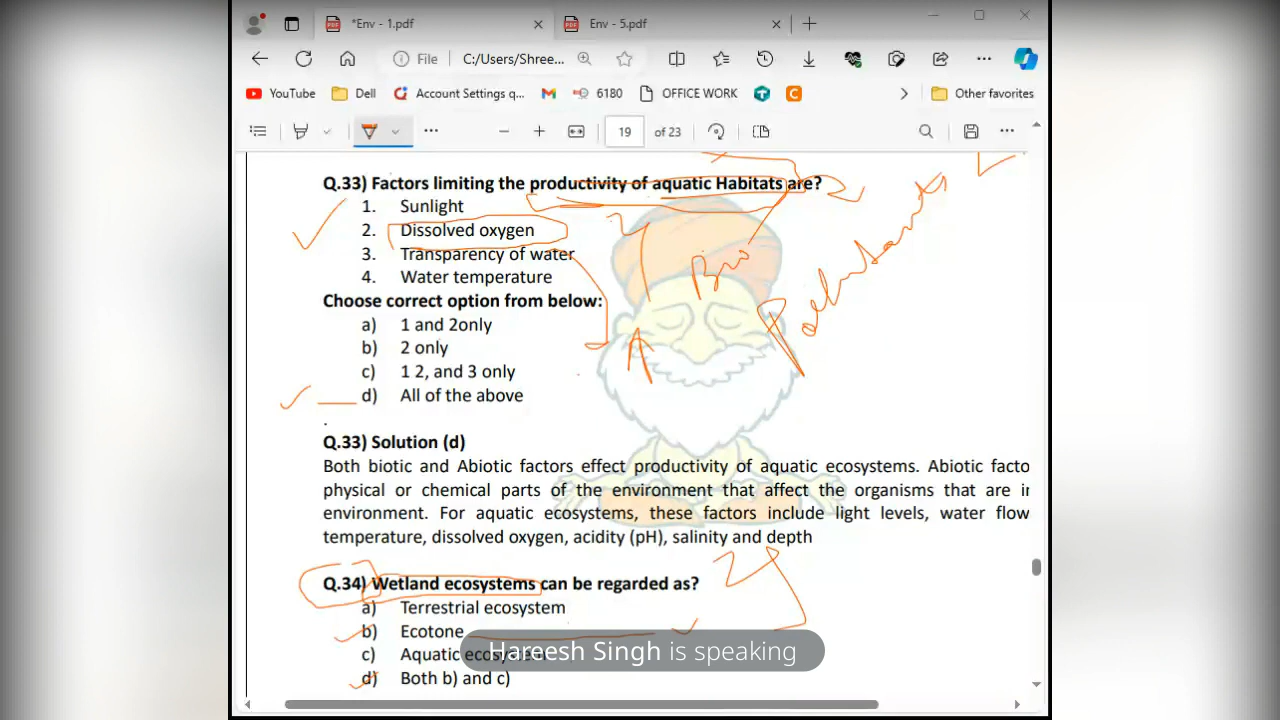 *Env - 1.pdf
Env - 5.pdf
File
C:/Users/Shree...
YouTube
Dell
Account Settings q...
6180
OFFICE WORK
Other favorites
19 of 23
Q.33) Factors limiting the productivity of aquatic Habitats are?
1. Sunlight
2. Dissolved oxygen
3. Transparency of water
4. Water temperature
Choose correct option from below:
a) 1 and 2only
b) 2 only
c) 1 2, and 3 only
d) All of the above
.
Q.33) Solution (d)
Both biotic and Abiotic factors effect productivity of aquatic ecosystems. Abiotic facto
physical or chemical parts of the environment that affect the organisms that are ir
environment. For aquatic ecosystems, these factors include light levels, water flow
temperature, dissolved oxygen, acidity (pH), salinity and depth
Q.34) Wetland ecosystems can be regarded as?
a) Terrestrial ecosystem
b) Ecotone
c) Aquatic ecosystem
d) Both b) and c)
Hareesh Singh is speaking